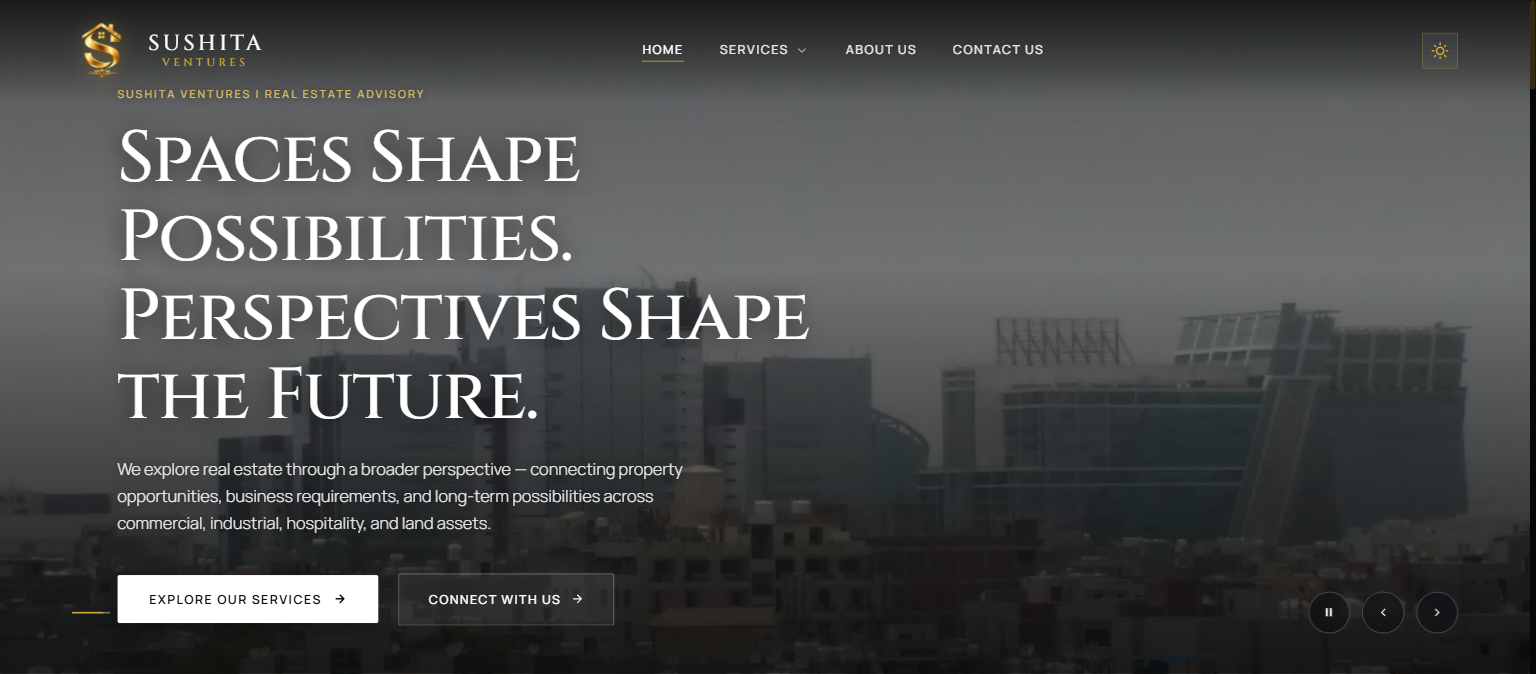 SUSHITA
VENTURES
HOME SERVICES ABOUT US CONTACT US
SUSHITA VENTURES I REAL ESTATE ADVISORY
SPACES SHAPE
POSSIBILITIES.
PERSPECTIVES SHAPE
THE FUTURE.
We explore real estate through a broader perspective — connecting property
opportunities, business requirements, and long-term possibilities across
commercial, industrial, hospitality, and land assets.
EXPLORE OUR SERVICES → CONNECT WITH US →